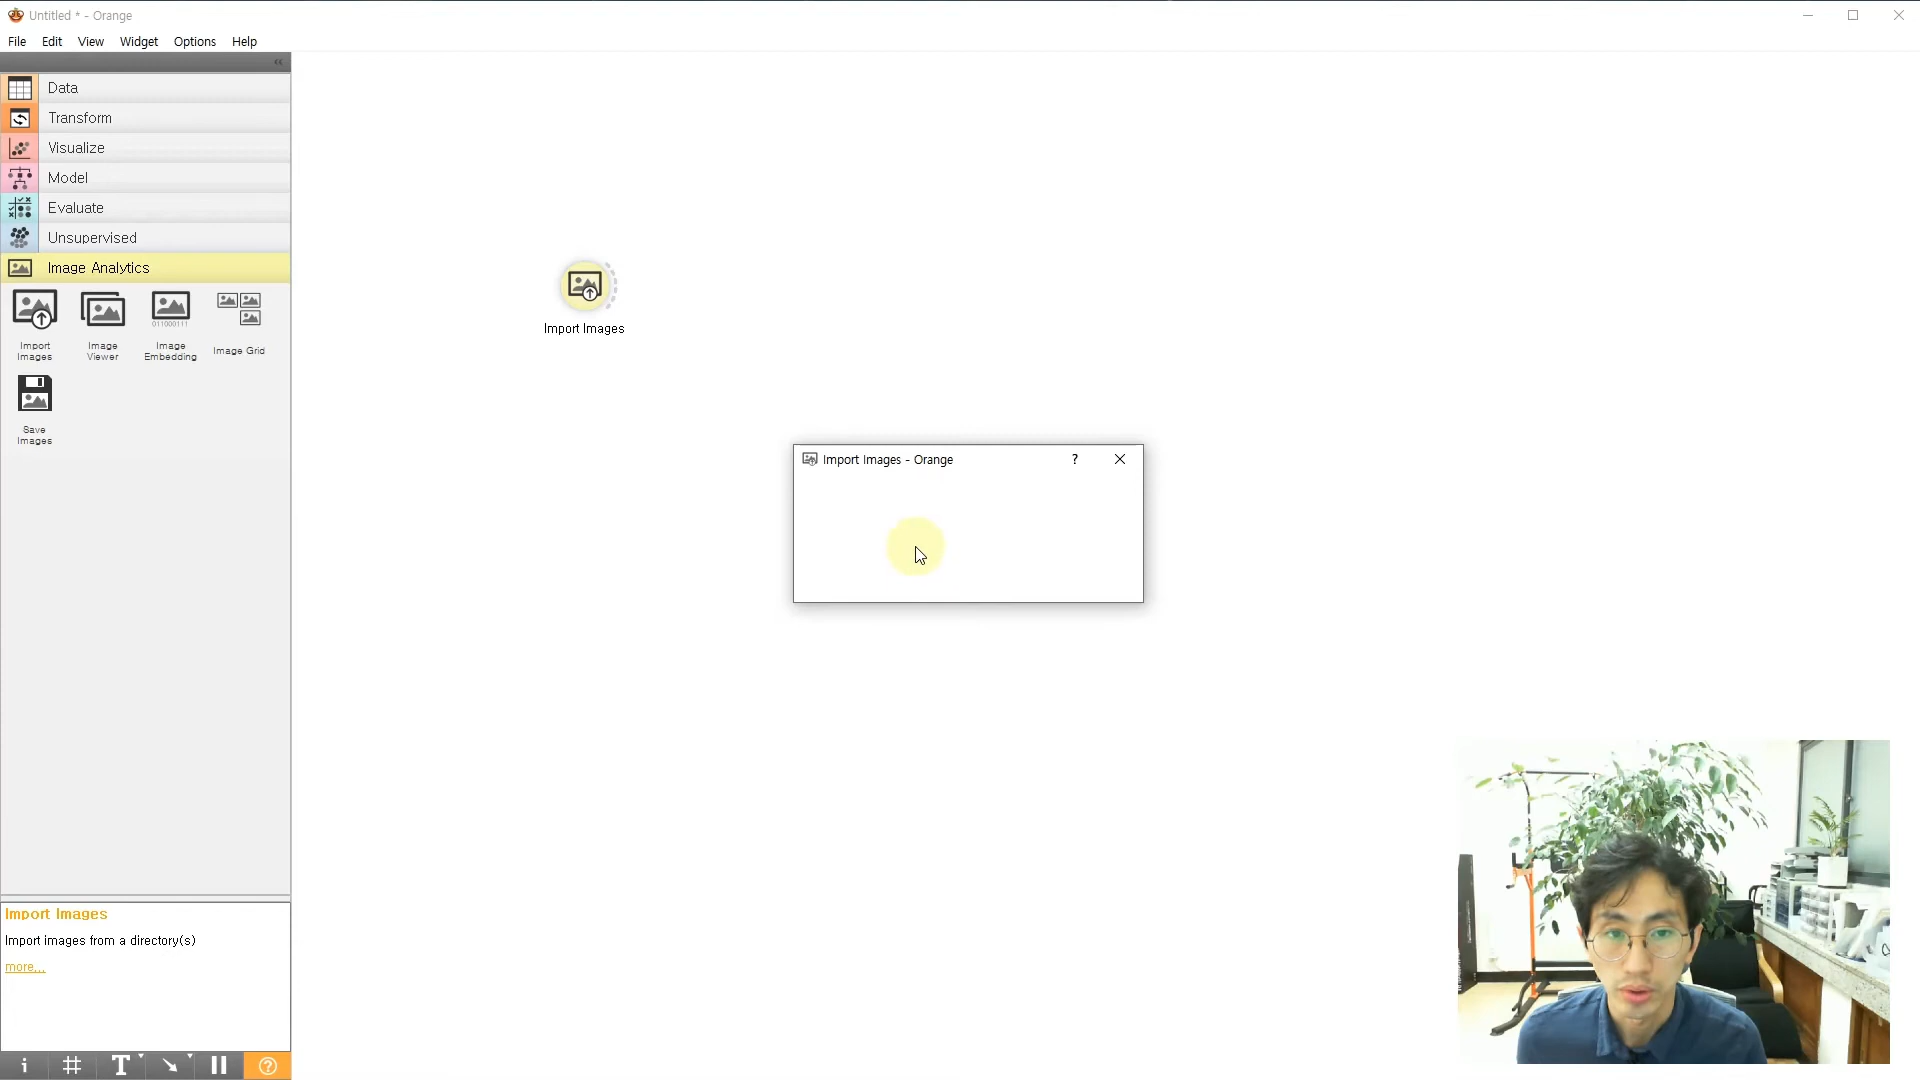 Untitled * - Orange
File Edit View Widget Options Help
Data
Transform
Visualize
Model
Evaluate
Unsupervised
Image Analytics
011000111
Import Images
Image Viewer
Image Embedding
Image Grid
Save Images
Import Images
Import Images - Orange
?
Import Images
Import images from a directory(s)
more...
i # T ?